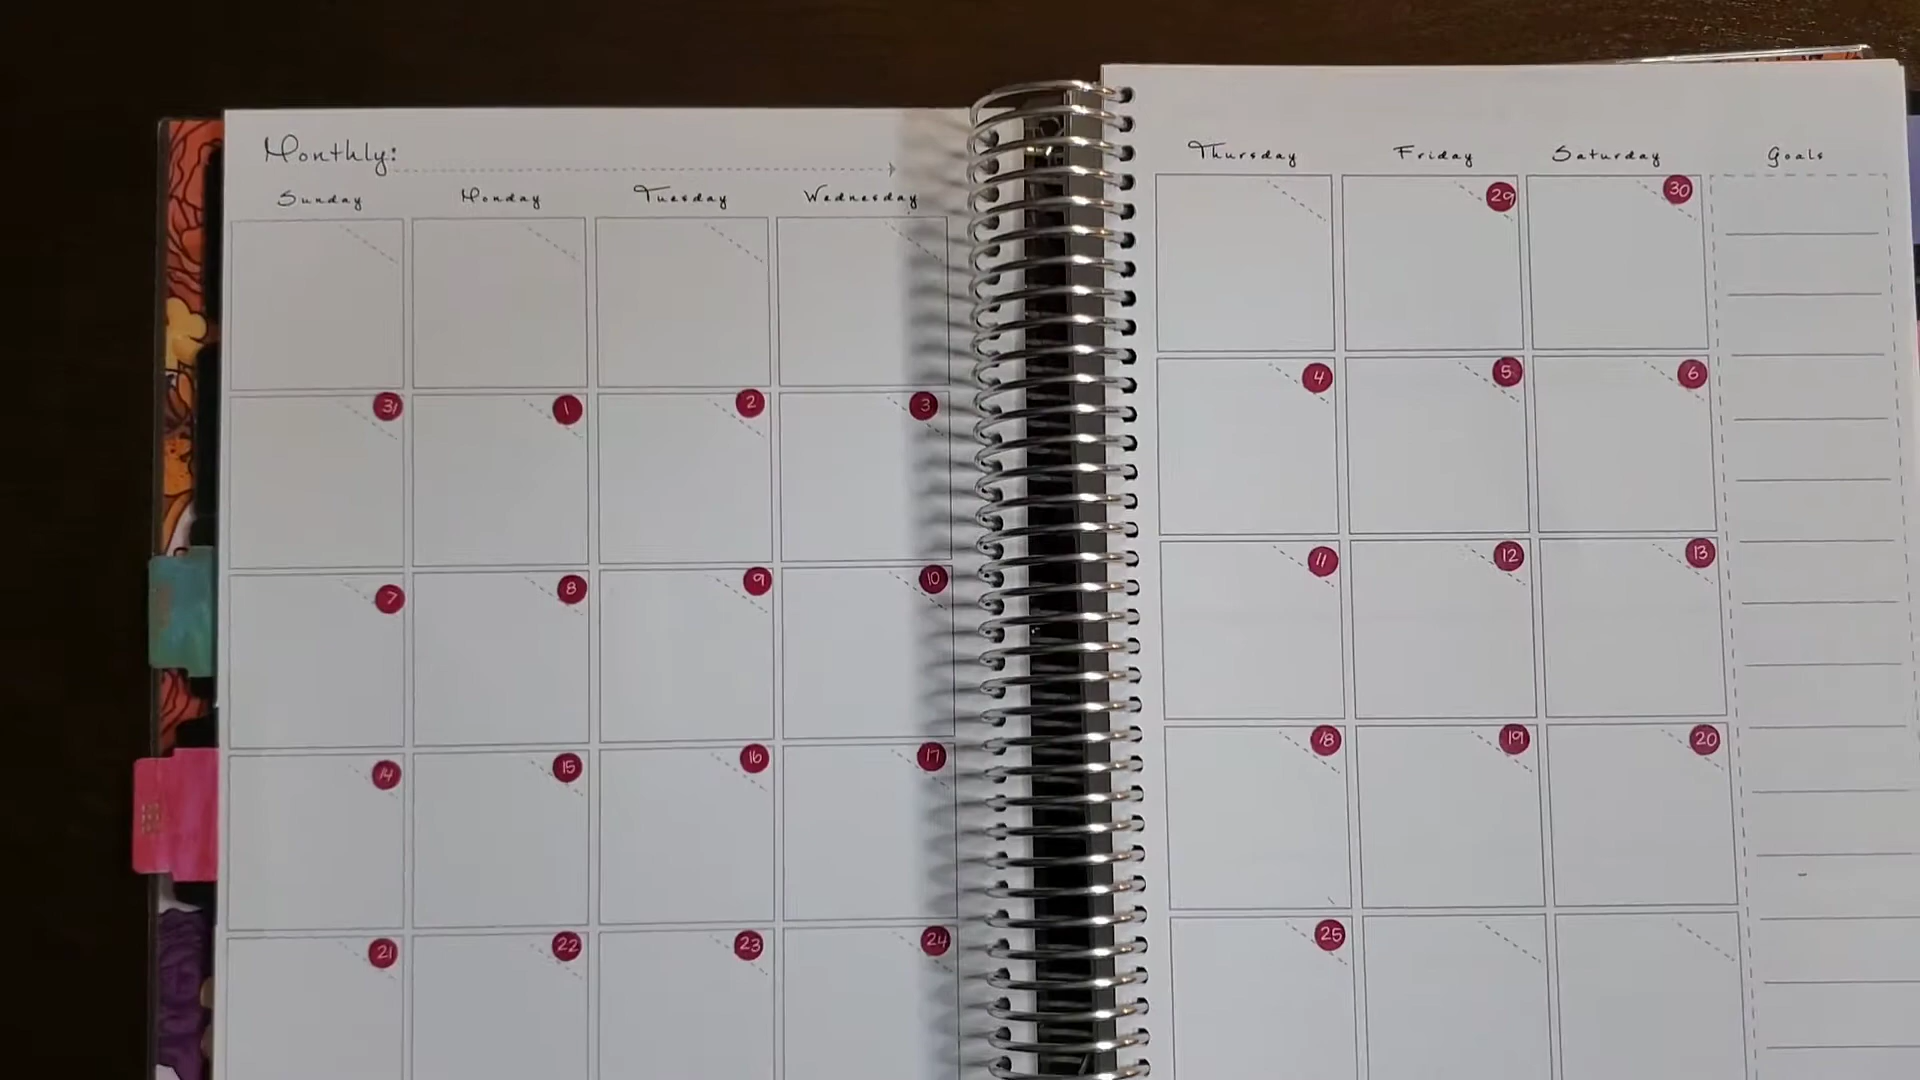 Monthly:
Sunday Monday Tuesday Wednesday Thursday Friday Saturday Goals
29 30
31 1 2 3 4 5 6
7 8 9 10 11 12 13
14 15 16 17 18 19 20
21 22 23 24 25